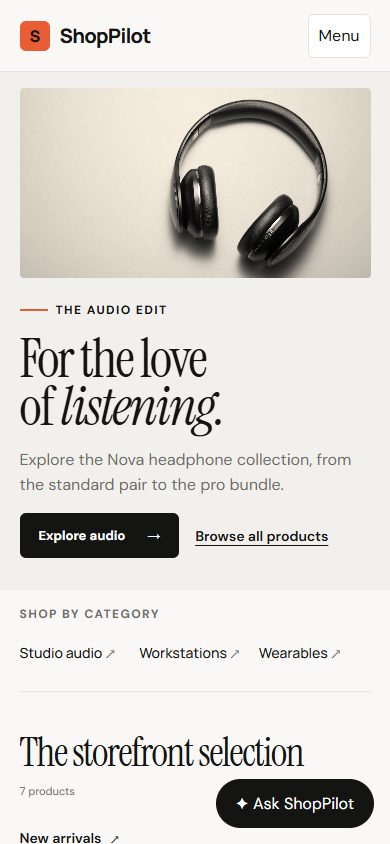 S ShopPilot
Menu
THE AUDIO EDIT
For the love
of listening.
Explore the Nova headphone collection, from
the standard pair to the pro bundle.
Explore audio →
Browse all products
SHOP BY CATEGORY
Studio audio ↗
Workstations ↗
Wearables ↗
The storefront selection
7 products
✦ Ask ShopPilot
New arrivals ↗